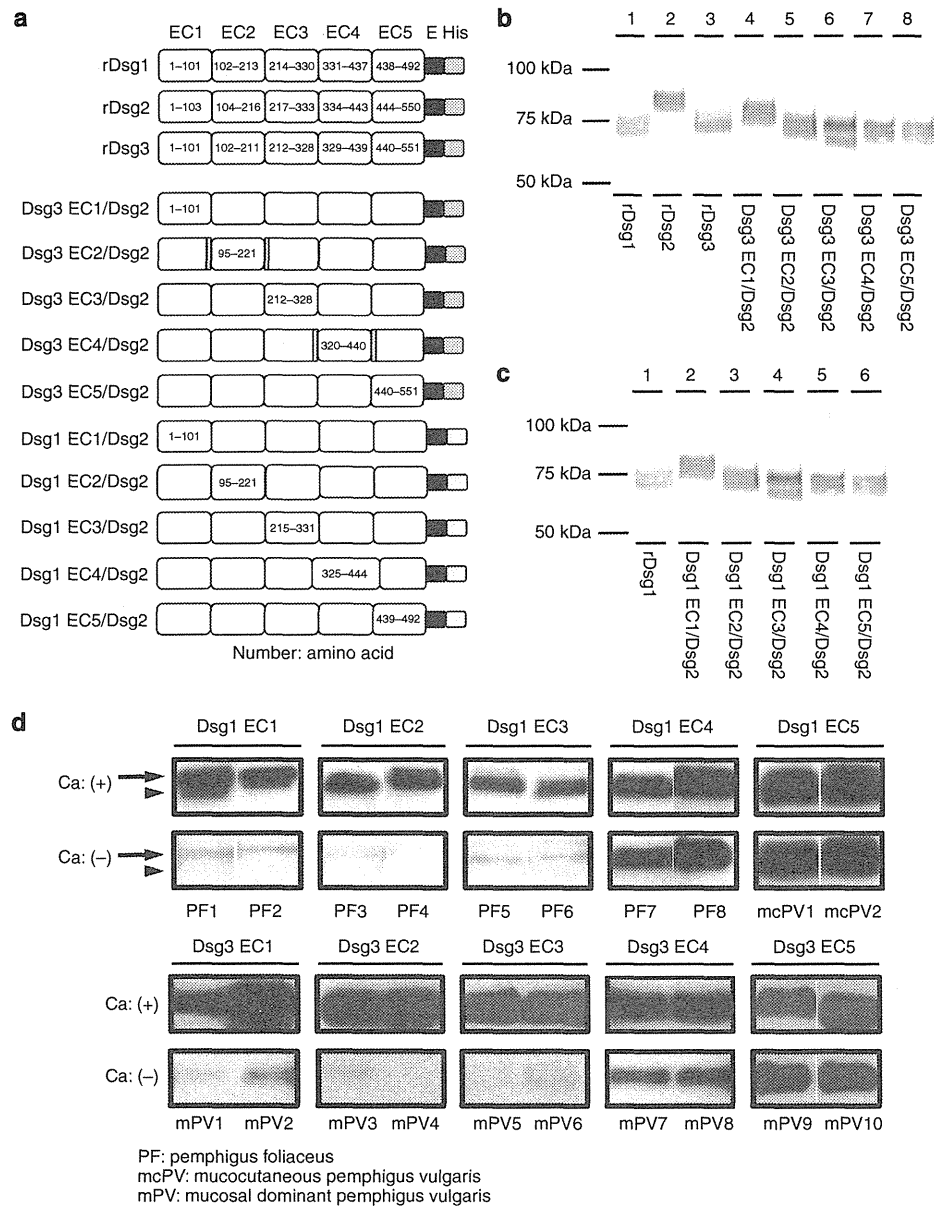 a
EC1 EC2 EC3 EC4 EC5 E His
rDsg1 1–101 102–213 214–330 331–437 438–492
rDsg2 1–103 104–216 217–333 334–443 444–550
rDsg3 1–101 102–211 212–328 329–439 440–551
Dsg3 EC1/Dsg2 1–101
Dsg3 EC2/Dsg2 95–221
Dsg3 EC3/Dsg2 212–328
Dsg3 EC4/Dsg2 320–440
Dsg3 EC5/Dsg2 440–551
Dsg1 EC1/Dsg2 1–101
Dsg1 EC2/Dsg2 95–221
Dsg1 EC3/Dsg2 215–331
Dsg1 EC4/Dsg2 325–444
Dsg1 EC5/Dsg2 439–492
Number: amino acid
b
1 2 3 4 5 6 7 8
100 kDa
75 kDa
50 kDa
rDsg1
rDsg2
rDsg3
Dsg3 EC1/Dsg2
Dsg3 EC2/Dsg2
Dsg3 EC3/Dsg2
Dsg3 EC4/Dsg2
Dsg3 EC5/Dsg2
c
1 2 3 4 5 6
100 kDa
75 kDa
50 kDa
rDsg1
Dsg1 EC1/Dsg2
Dsg1 EC2/Dsg2
Dsg1 EC3/Dsg2
Dsg1 EC4/Dsg2
Dsg1 EC5/Dsg2
d
Dsg1 EC1 Dsg1 EC2 Dsg1 EC3 Dsg1 EC4 Dsg1 EC5
Ca: (+)
Ca: (–)
PF1 PF2 PF3 PF4 PF5 PF6 PF7 PF8 mcPV1 mcPV2
Dsg3 EC1 Dsg3 EC2 Dsg3 EC3 Dsg3 EC4 Dsg3 EC5
Ca: (+)
Ca: (–)
mPV1 mPV2 mPV3 mPV4 mPV5 mPV6 mPV7 mPV8 mPV9 mPV10
PF: pemphigus foliaceus
mcPV: mucocutaneous pemphigus vulgaris
mPV: mucosal dominant pemphigus vulgaris